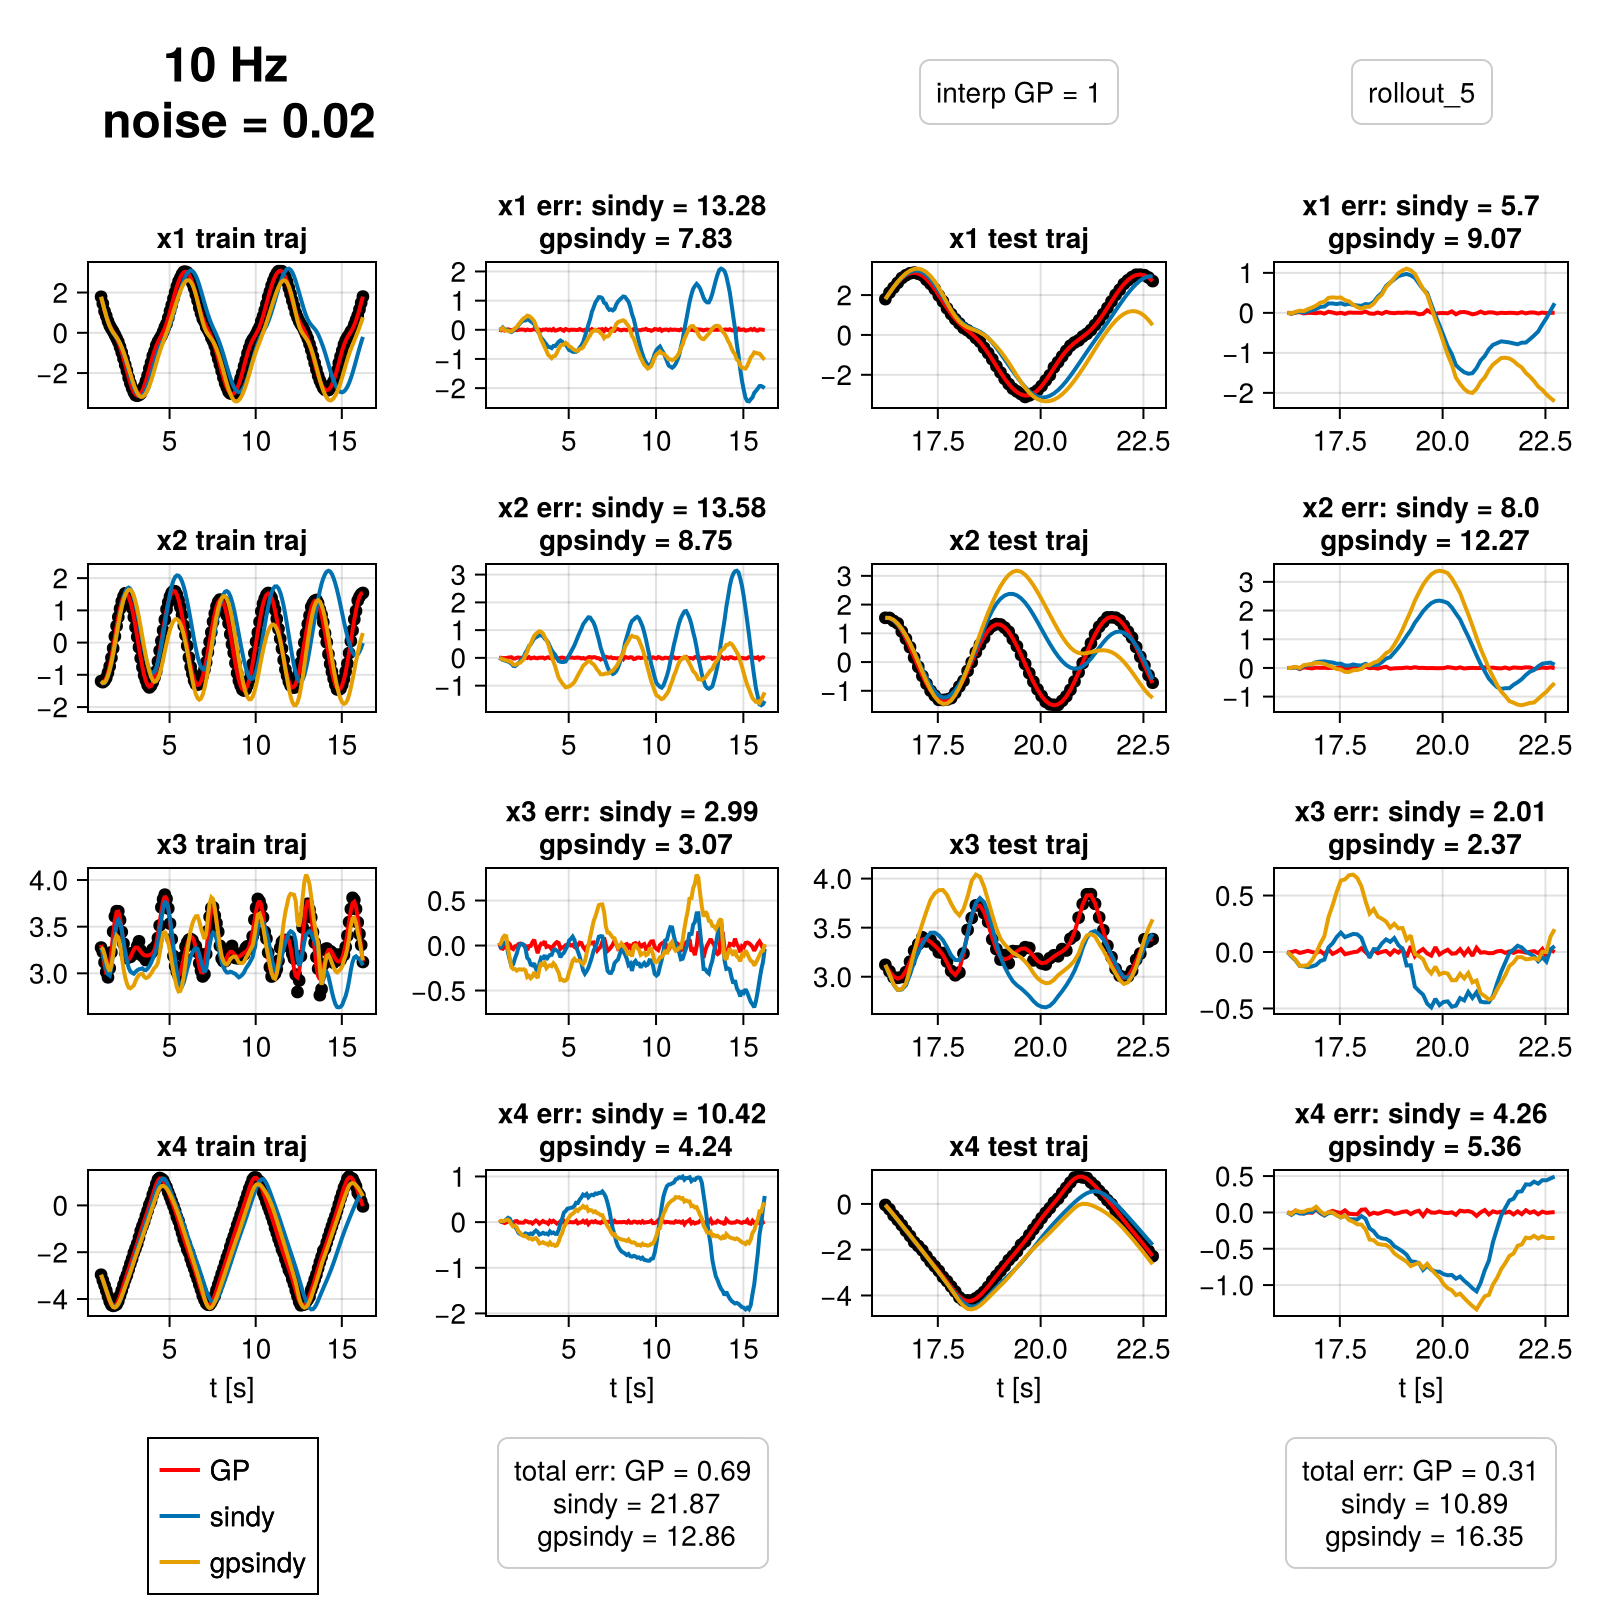 10 Hz
noise = 0.02
interp GP = 1
rollout_5
x1 train traj
2
0
−2
5
10
15
x1 err: sindy = 13.28
gpsindy = 7.83
2
1
0
−1
−2
5
10
15
x1 test traj
2
0
−2
17.5
20.0
22.5
x1 err: sindy = 5.7
gpsindy = 9.07
1
0
−1
−2
17.5
20.0
22.5
x2 train traj
2
1
0
−1
−2
5
10
15
x2 err: sindy = 13.58
gpsindy = 8.75
3
2
1
0
−1
5
10
15
x2 test traj
3
2
1
0
−1
17.5
20.0
22.5
x2 err: sindy = 8.0
gpsindy = 12.27
3
2
1
0
−1
17.5
20.0
22.5
x3 train traj
4.0
3.5
3.0
5
10
15
x3 err: sindy = 2.99
gpsindy = 3.07
0.5
0.0
−0.5
5
10
15
x3 test traj
4.0
3.5
3.0
17.5
20.0
22.5
x3 err: sindy = 2.01
gpsindy = 2.37
0.5
0.0
−0.5
17.5
20.0
22.5
x4 train traj
0
−2
−4
5
10
15
t [s]
x4 err: sindy = 10.42
gpsindy = 4.24
1
0
−1
−2
5
10
15
t [s]
x4 test traj
0
−2
−4
17.5
20.0
22.5
t [s]
x4 err: sindy = 4.26
gpsindy = 5.36
0.5
0.0
−0.5
−1.0
17.5
20.0
22.5
t [s]
GP
sindy
gpsindy
total err: GP = 0.69
sindy = 21.87
gpsindy = 12.86
total err: GP = 0.31
sindy = 10.89
gpsindy = 16.35